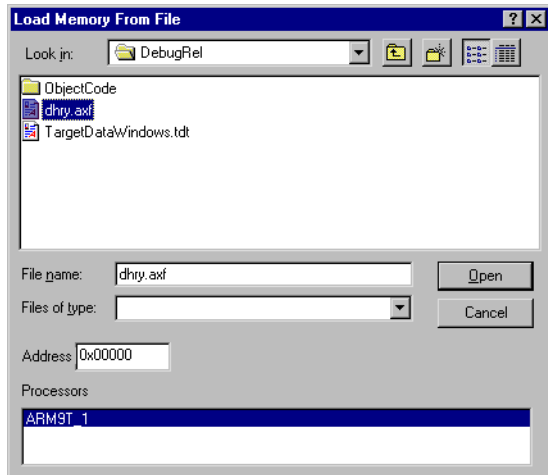 Load Memory From File
Look in: DebugRel
ObjectCode
dhry.axf
TargetDataWindows.tdt
File name: dhry.axf Open
Files of type: Cancel
Address 0x00000
Processors
ARM9T_1